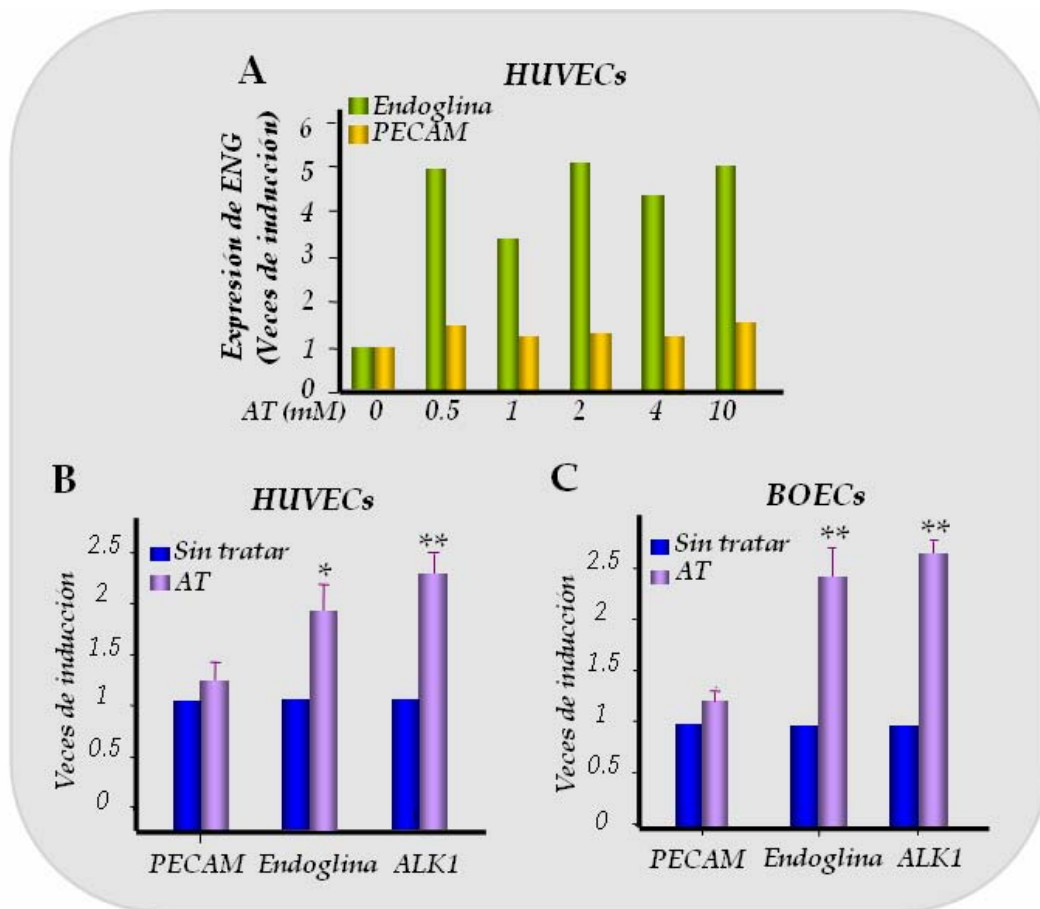 A
HUVECs
Endoglina
PECAM
Expresión de ENG
(Veces de inducción)
6
5
4
3
2
1
0
AT (mM) 0 0.5 1 2 4 10
B
HUVECs
Sin tratar
AT
Veces de inducción
2.5
2
1.5
1
0.5
0
*
**
PECAM Endoglina ALK1
C
BOECs
Sin tratar
AT
Veces de inducción
2.5
2
1.5
1
0.5
0
**
**
PECAM Endoglina ALK1